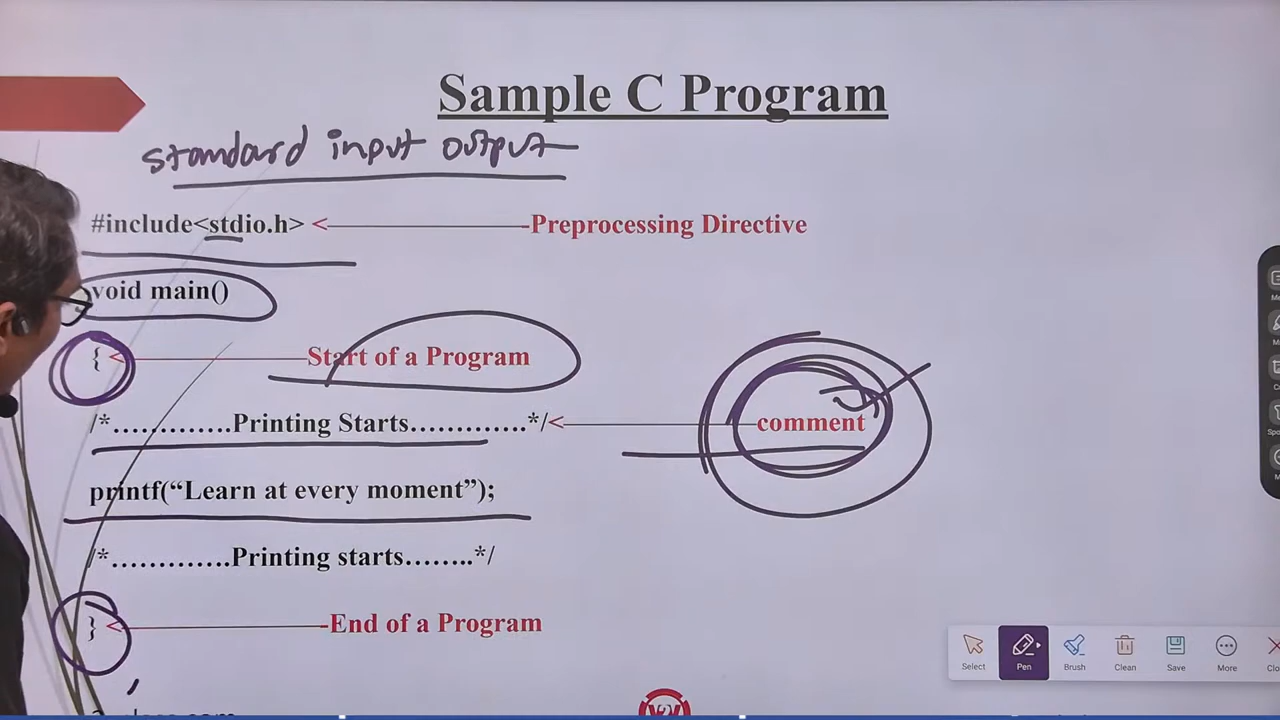 Sample C Program
standard input output
#include<stdio.h> <———————-Preprocessing Directive
void main()
{ <———————Start of a Program
/*………….Printing Starts………….*/<———————comment
printf(“Learn at every moment”);
/*………….Printing starts……..*/
} <———————-End of a Program
Select
Pen
Brush
Clean
Save
More